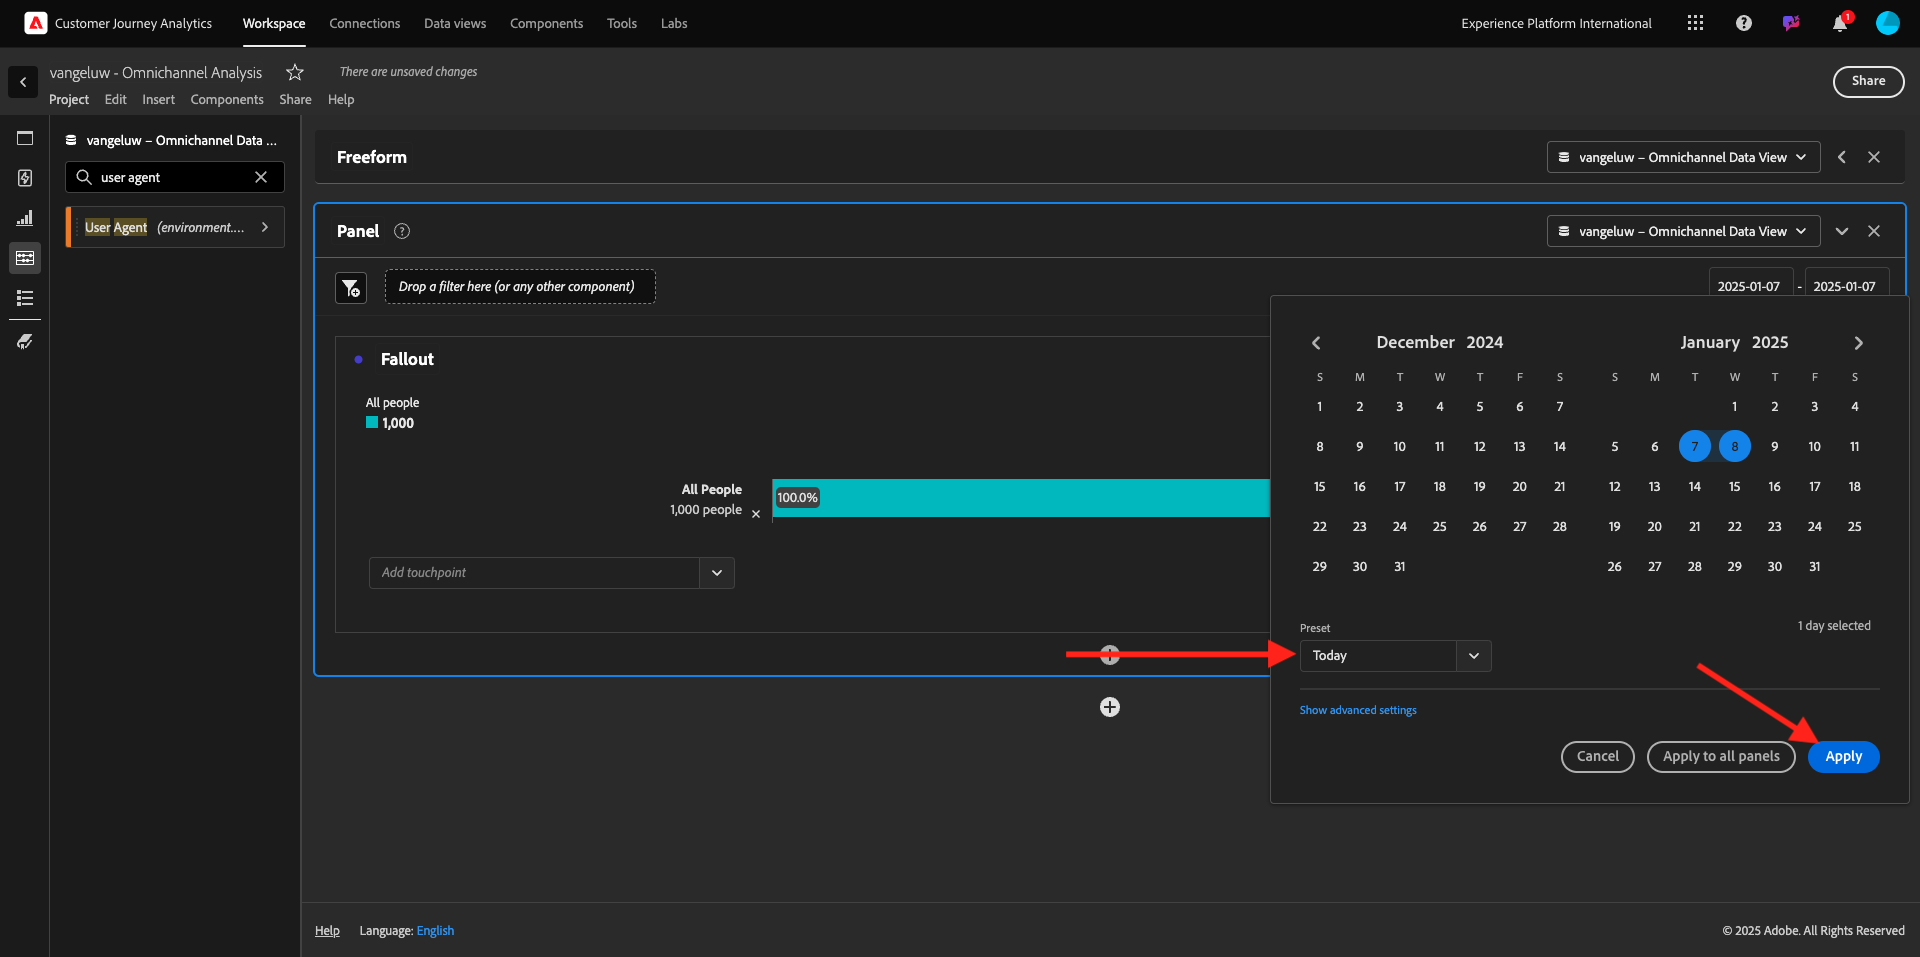 Customer Journey Analytics
Workspace
Connections
Data views
Components
Tools
Labs
Experience Platform International
1
vangeluw - Omnichannel Analysis
There are unsaved changes
Share
Project
Edit
Insert
Components
Share
Help
vangeluw – Omnichannel Data ...
user agent
User Agent (environment....
Freeform
vangeluw – Omnichannel Data View
Panel
vangeluw – Omnichannel Data View
Drop a filter here (or any other component)
2025-01-07 - 2025-01-07
Fallout
All people
1,000
All People
1,000 people
100.0%
Add touchpoint
December 2024
S M T W T F S
1 2 3 4 5 6 7
8 9 10 11 12 13 14
15 16 17 18 19 20 21
22 23 24 25 26 27 28
29 30 31
January 2025
S M T W T F S
1 2 3 4
5 6 7 8 9 10 11
12 13 14 15 16 17 18
19 20 21 22 23 24 25
26 27 28 29 30 31
Preset
1 day selected
Today
Show advanced settings
Cancel
Apply to all panels
Apply
Help
Language: English
© 2025 Adobe. All Rights Reserved